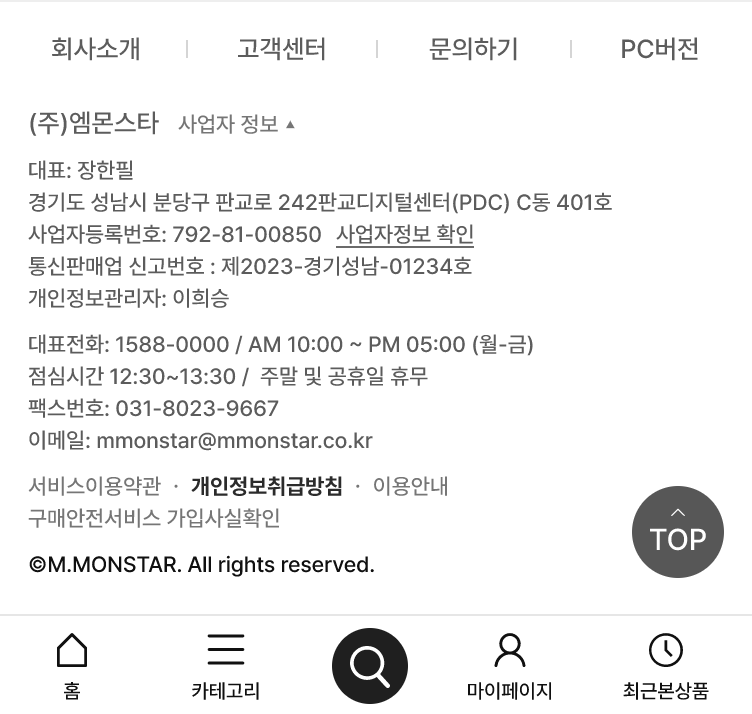 회사소개 | 고객센터 | 문의하기 | PC버전
(주)엠몬스타 사업자 정보 ▲
대표: 장한필
경기도 성남시 분당구 판교로 242판교디지털센터(PDC) C동 401호
사업자등록번호: 792-81-00850 사업자정보 확인
통신판매업 신고번호 : 제2023-경기성남-01234호
개인정보관리자: 이희승
대표전화: 1588-0000 / AM 10:00 ~ PM 05:00 (월-금)
점심시간 12:30~13:30 / 주말 및 공휴일 휴무
팩스번호: 031-8023-9667
이메일: mmonstar@mmonstar.co.kr
서비스이용약관 · 개인정보취급방침 · 이용안내
구매안전서비스 가입사실확인
TOP
©M.MONSTAR. All rights reserved.
홈 카테고리 마이페이지 최근본상품